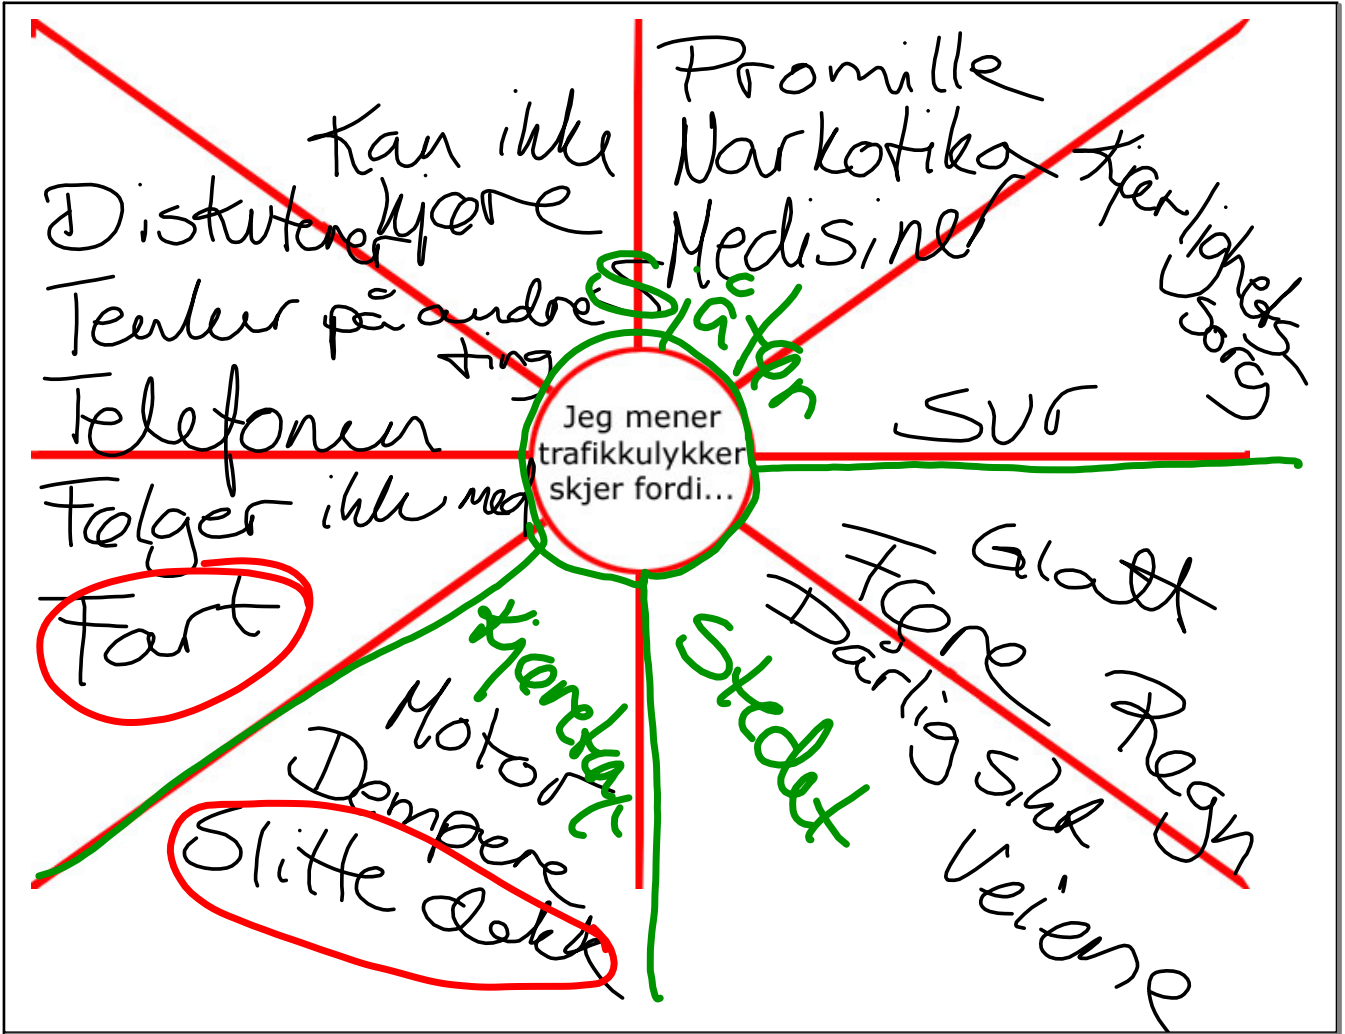 Promille
Narkotika
Medisiner
Kan ikke
kjøre
Diskuterer
Tenker på andre
ting
Telefonen
Følger ikke med
Fart
Kjærlighets
sorg
Sur
Sjåfør
Jeg mener
trafikkulykker
skjer fordi...
Kjøretøy
Motor
Dempere
Slitte dekk
Stedet
Glatt
Føre
Dårlig sikt
Regn
Veiene